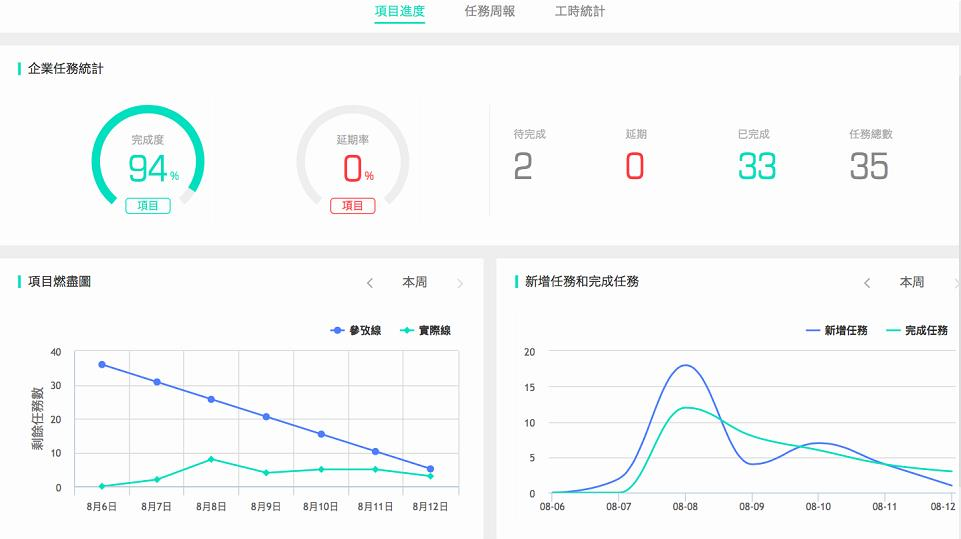 項目進度 任務周報 工時統計
企業任務統計
完成度
94%
項目
延期率
0%
項目
待完成 延期 已完成 任務總數
2 0 33 35
項目燃盡圖
本周
參攷線 實際線
剩餘任務數
40
30
20
10
0
8月6日 8月7日 8月8日 8月9日 8月10日 8月11日 8月12日
新增任務和完成任務
本周
新增任務 完成任務
20
15
10
5
0
08-06 08-07 08-08 08-09 08-10 08-11 08-12